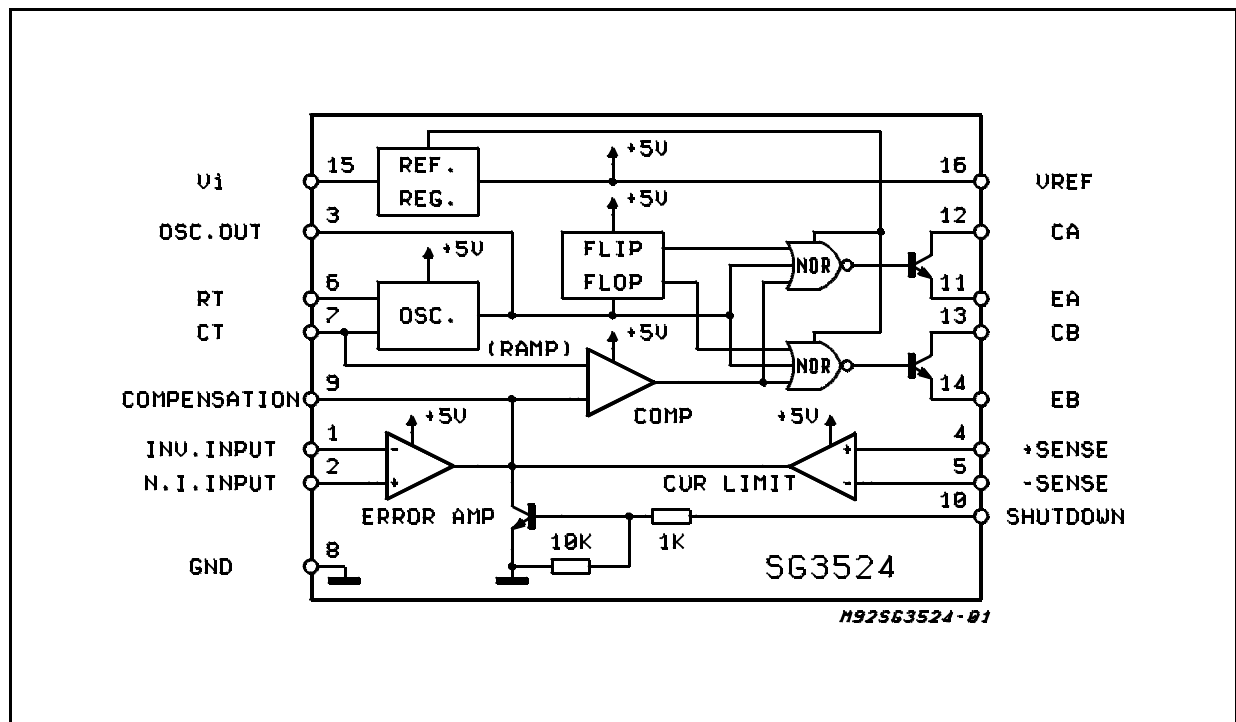 +5V
15 REF. 16
Vi REG. VREF
3 +5V 12
OSC.OUT FLIP CA
+5V FLOP NOR
6 11
RT OSC. EA
7 13
CT (RAMP) +5V CB
NOR
9 14
COMPENSATION COMP EB
+5V +5V
1 4
INV.INPUT - + +SENSE
2 5
N.I.INPUT + CUR LIMIT - -SENSE
10
ERROR AMP SHUTDOWN
10K 1K
8
GND SG3524
M92SG3524-01